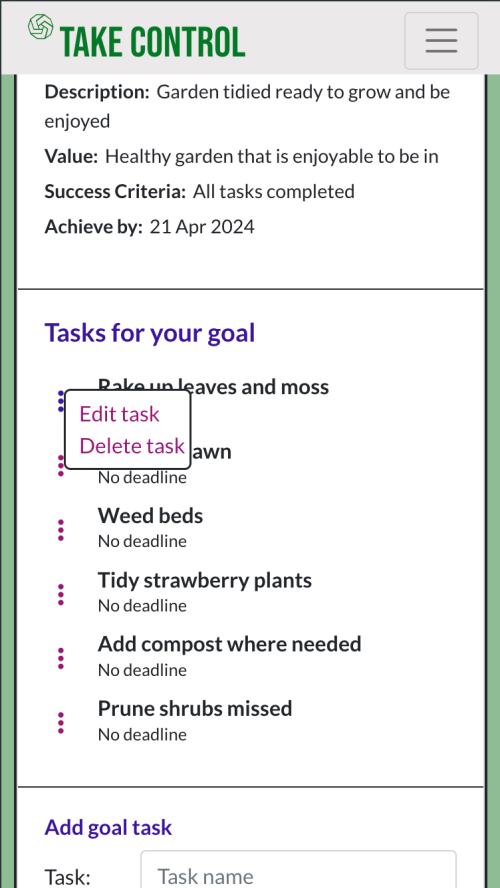 TAKE CONTROL
Description: Garden tidied ready to grow and be
enjoyed
Value: Healthy garden that is enjoyable to be in
Success Criteria: All tasks completed
Achieve by: 21 Apr 2024
Tasks for your goal
Rake up leaves and moss
Edit task
Delete task
awn
No deadline
Weed beds
No deadline
Tidy strawberry plants
No deadline
Add compost where needed
No deadline
Prune shrubs missed
No deadline
Add goal task
Task: Task name